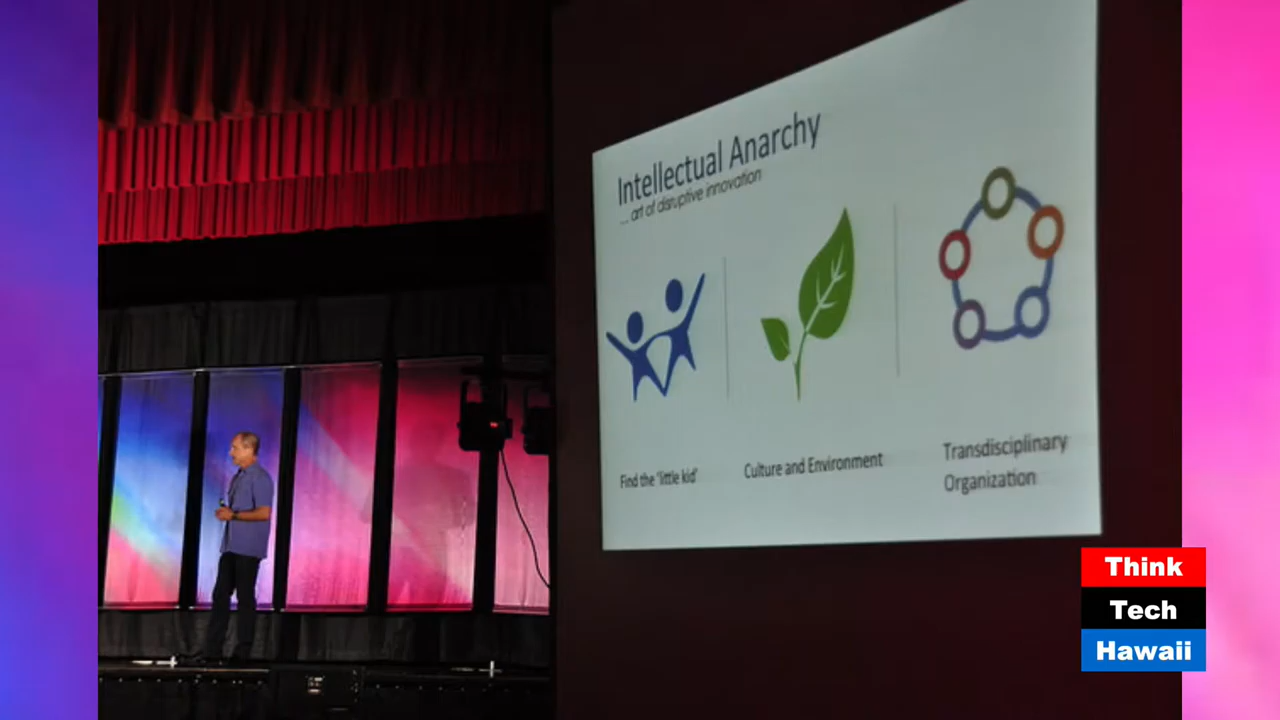 Intellectual Anarchy
... art of disruptive innovation
Find the 'little kid'
Culture and Environment
Transdisciplinary
Organization
Think
Tech
Hawaii